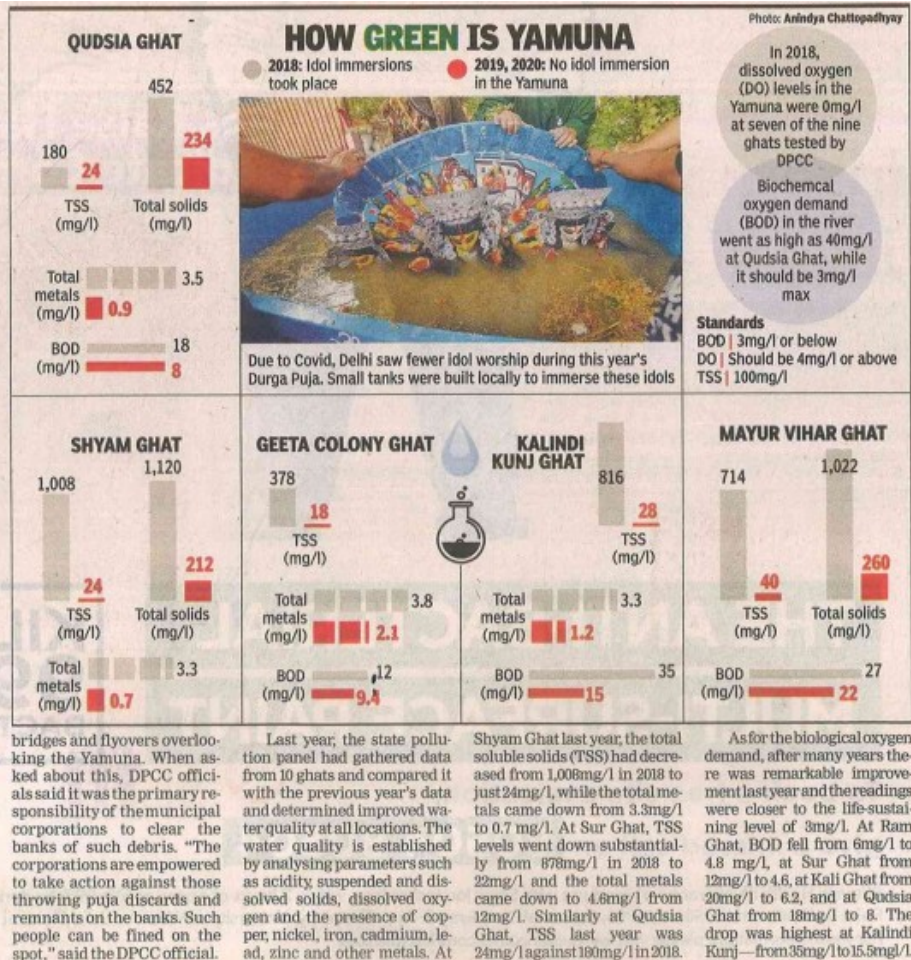 Photo: Anindya Chattopadhyay
HOW GREEN IS YAMUNA
2018: Idol immersions
took place
2019, 2020: No idol immersion
in the Yamuna
QUDSIA GHAT
452
234
180
24
TSS
(mg/l)
Total solids
(mg/l)
Total
metals
(mg/l)
3.5
0.9
BOD
(mg/l)
18
8
Due to Covid, Delhi saw fewer idol worship during this year's
Durga Puja. Small tanks were built locally to immerse these idols
In 2018,
dissolved oxygen
(DO) levels in the
Yamuna were 0mg/l
at seven of the nine
ghats tested by
DPCC
Biochemcal
oxygen demand
(BOD) in the river
went as high as 40mg/l
at Qudsia Ghat, while
it should be 3mg/l
max
Standards
BOD | 3mg/l or below
DO | Should be 4mg/l or above
TSS | 100mg/l
SHYAM GHAT
1,008
1,120
24
212
TSS
(mg/l)
Total solids
(mg/l)
Total
metals
(mg/l)
3.3
0.7
GEETA COLONY GHAT
378
18
TSS
(mg/l)
Total
metals
(mg/l)
3.8
2.1
BOD
(mg/l)
12
9.4
KALINDI
KUNJ GHAT
816
28
TSS
(mg/l)
Total
metals
(mg/l)
3.3
1.2
BOD
(mg/l)
35
15
MAYUR VIHAR GHAT
714
1,022
40
260
TSS
(mg/l)
Total solids
(mg/l)
BOD
(mg/l)
27
22
bridges and flyovers overloo-
king the Yamuna. When as-
ked about this, DPCC offici-
als said it was the primary re-
sponsibility of the municipal
corporations to clear the
banks of such debris. "The
corporations are empowered
to take action against those
throwing puja discards and
remnants on the banks. Such
people can be fined on the
spot," said the DPCC official.
Last year, the state pollu-
tion panel had gathered data
from 10 ghats and compared it
with the previous year's data
and determined improved wa-
ter quality at all locations. The
water quality is established
by analysing parameters such
as acidity, suspended and dis-
solved solids, dissolved oxy-
gen and the presence of cop-
per, nickel, iron, cadmium, le-
ad, zinc and other metals. At
Shyam Ghat last year, the total
soluble solids (TSS) had decre-
ased from 1,008mg/l in 2018 to
just 24mg/l, while the total me-
tals came down from 3.3mg/l
to 0.7 mg/l. At Sur Ghat, TSS
levels went down substantial-
ly from 878mg/l in 2018 to
22mg/l and the total metals
came down to 4.6mg/l from
12mg/l. Similarly at Qudsia
Ghat, TSS last year was
24mg/l against 180mg/l in 2018.
As for the biological oxygen
demand, after many years the-
re was remarkable improve-
ment last year and the readings
were closer to the life-sustai-
ning level of 3mg/l. At Ram
Ghat, BOD fell from 6mg/l to
4.8 mg/l, at Sur Ghat from
12mg/l to 4.6, at Kali Ghat from
20mg/l to 6.2, and at Qudsia
Ghat from 18mg/l to 8. The
drop was highest at Kalindi
Kunj—from 35mg/l to 15.5mgl/l.